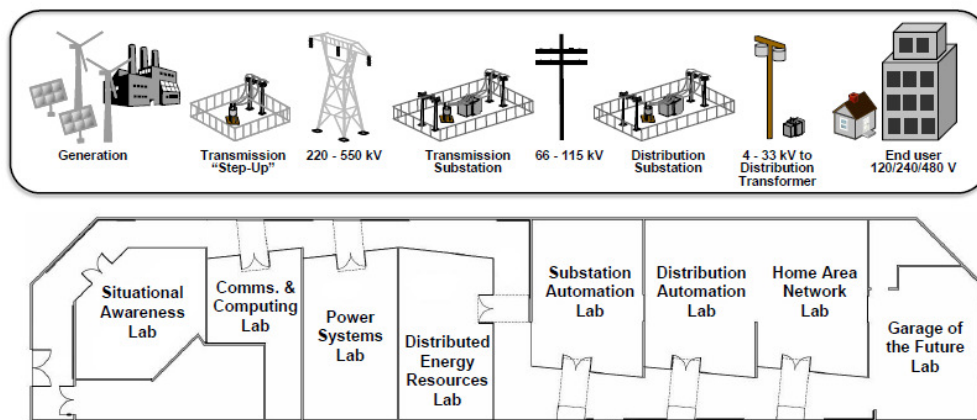 Generation
Transmission
"Step-Up"
220 - 550 kV
Transmission
Substation
66 - 115 kV
Distribution
Substation
4 - 33 kV to
Distribution
Transformer
End user
120/240/480 V
Situational
Awareness
Lab
Comms. &
Computing
Lab
Power
Systems
Lab
Distributed
Energy
Resources
Lab
Substation
Automation
Lab
Distribution
Automation
Lab
Home Area
Network
Lab
Garage of
the Future
Lab